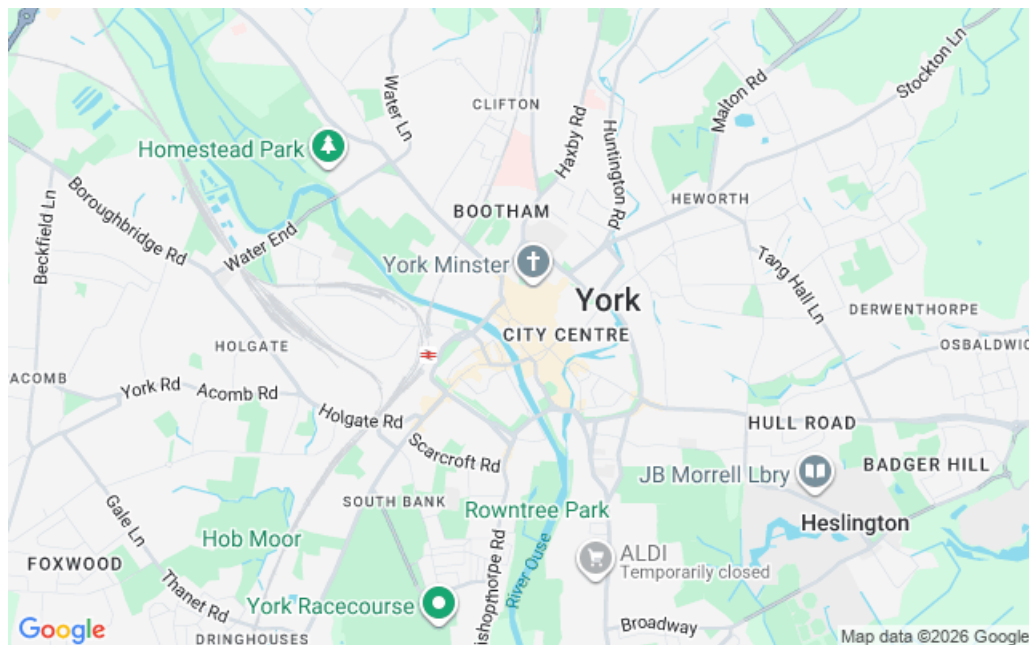 Stockton Ln
Malton Rd
Water Ln
CLIFTON
Haxby Rd
Huntington Rd
Homestead Park
Boroughbridge Rd
Beckfield Ln
HEWORTH
BOOTHAM
Water End
York Minster
Tang Hall Ln
York
DERWENTHORPE
CITY CENTRE
HOLGATE
OSBALDWIC
ACOMB
York Rd
Acomb Rd
Holgate Rd
HULL ROAD
Scarcroft Rd
BADGER HILL
JB Morrell Lbry
SOUTH BANK
Rowntree Park
Gale Ln
Heslington
Hob Moor
FOXWOOD
ALDI
Temporarily closed
River Ouse
ishopthorpe Rd
Thanet Rd
York Racecourse
Broadway
DRINGHOUSES
Google
Map data ©2026 Google